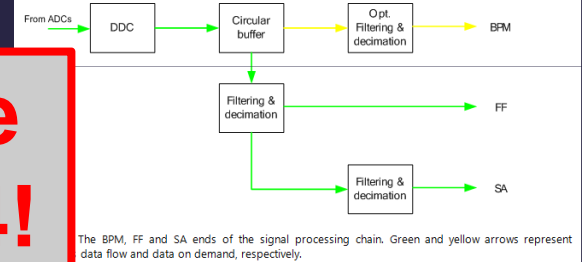 From ADCs
DDC
Circular
buffer
Opt.
Filtering &
decimation
BPM
Filtering &
decimation
FF
Filtering &
decimation
SA
e
!
The BPM, FF and SA ends of the signal processing chain. Green and yellow arrows represent
data flow and data on demand, respectively.